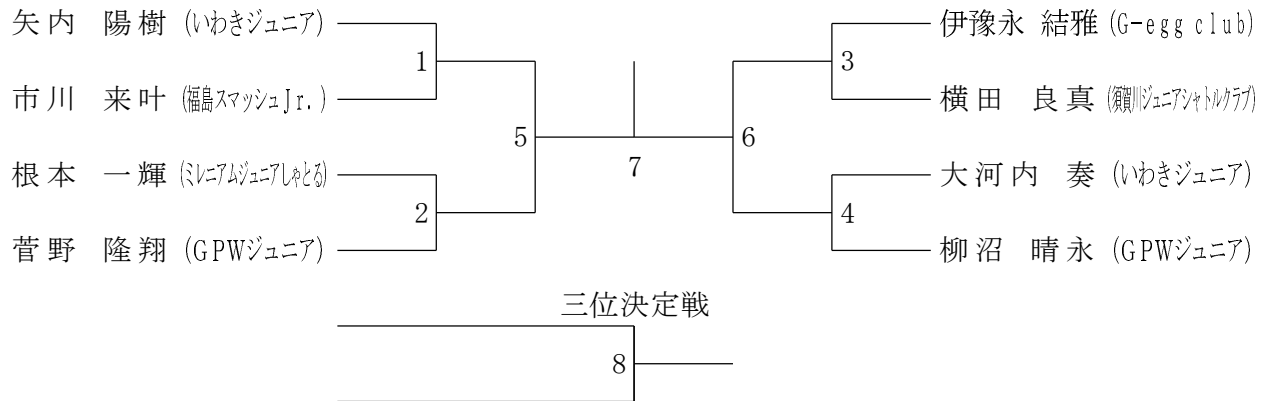 矢内 陽樹 (いわきジュニア)
1
市川 来叶 (福島スマッシュJr.)
5
根本 一輝 (ミレニアムジュニアしゃとる)
2
菅野 隆翔 (GPWジュニア)
7
伊豫永 結雅 (G-egg club)
3
横田 良真 (須賀川ジュニアシャトルクラブ)
6
大河内 奏 (いわきジュニア)
4
柳沼 晴永 (GPWジュニア)
三位決定戦
8